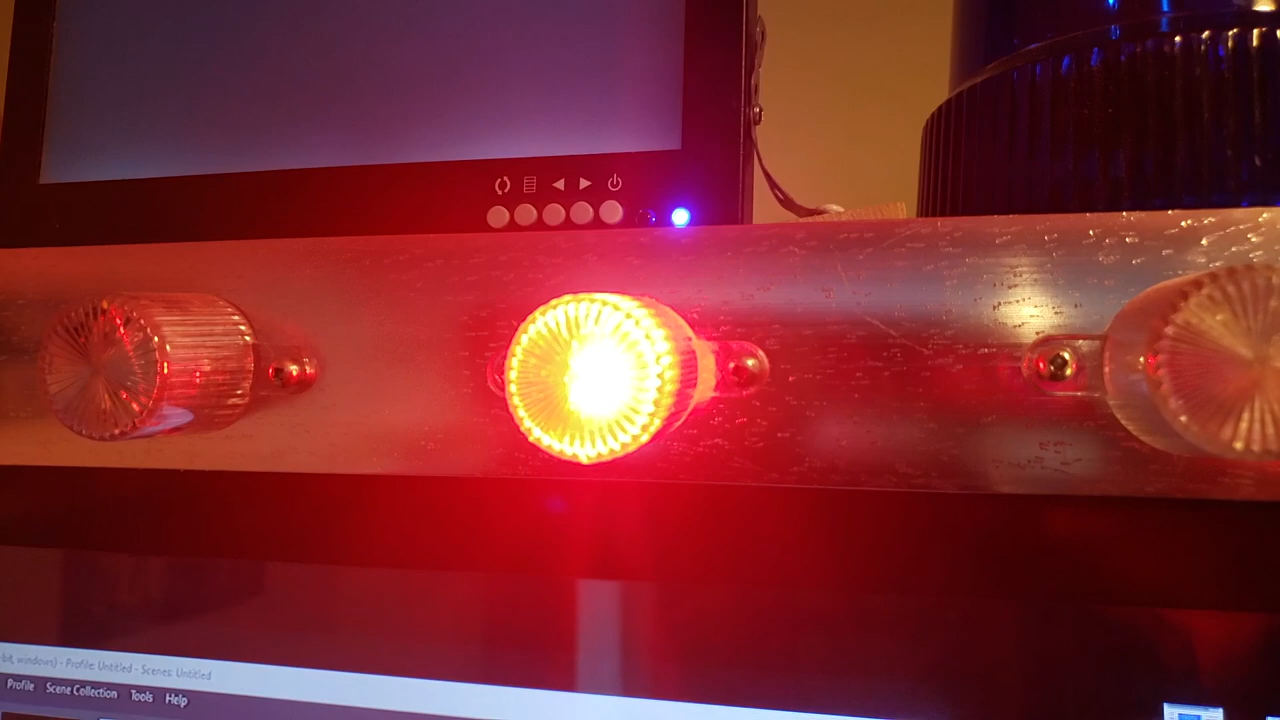 -bit, windows) - Profile: Untitled - Scenes: Untitled
Profile Scene Collection Tools Help